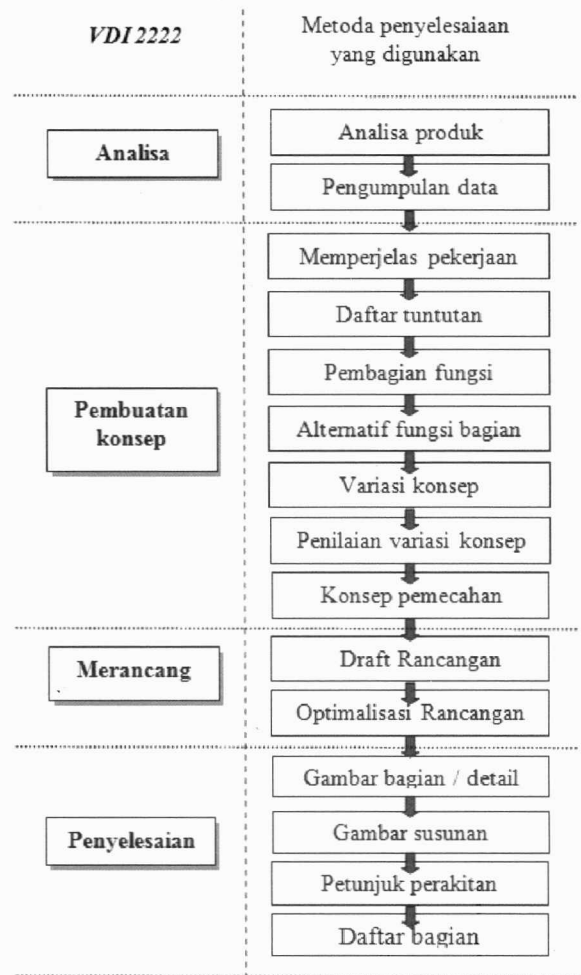 VDI 2222
Metoda penyelesaiaan
yang digunakan
Analisa
Analisa produk
Pengumpulan data
Pembuatan
konsep
Memperjelas pekerjaan
Daftar tuntutan
Pembagian fungsi
Alternatif fungsi bagian
Variasi konsep
Penilaian variasi konsep
Konsep pemecahan
Merancang
Draft Rancangan
Optimalisasi Rancangan
Penyelesaian
Gambar bagian / detail
Gambar susunan
Petunjuk perakitan
Daftar bagian